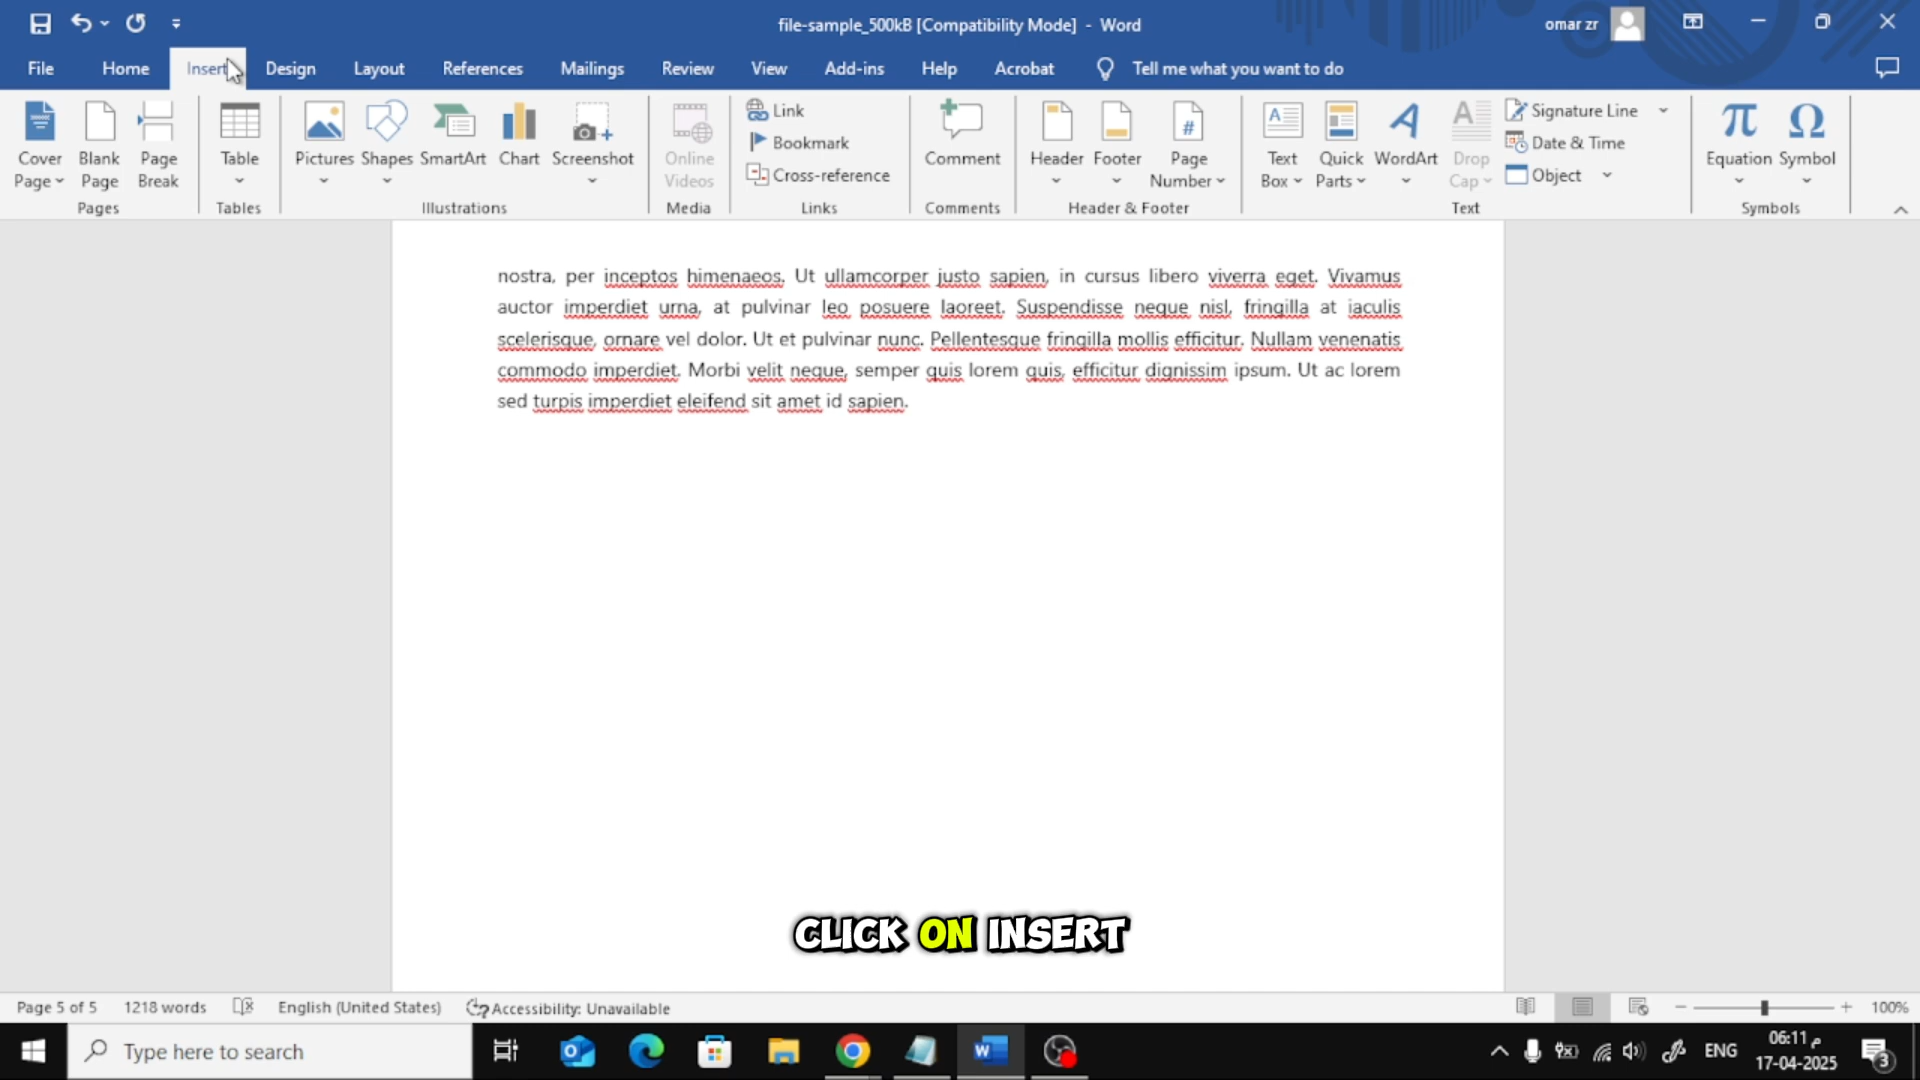 file-sample_500kB [Compatibility Mode] - Word
omar zr
File Home Insert Design Layout References Mailings Review View Add-ins Help Acrobat Tell me what you want to do
Cover Page
Blank Page
Page Break
Pages
Table
Tables
Pictures
Shapes
SmartArt
Chart
Screenshot
Illustrations
Online Videos
Media
Link
Bookmark
Cross-reference
Links
Comment
Comments
Header
Footer
Page Number
Header & Footer
Text Box
Quick Parts
WordArt
Drop Cap
Signature Line
Date & Time
Object
Text
Equation
Symbol
Symbols
nostra, per inceptos himenaeos. Ut ullamcorper justo sapien, in cursus libero viverra eget. Vivamus
auctor imperdiet urna, at pulvinar leo posuere laoreet. Suspendisse neque nisl, fringilla at iaculis
scelerisque, ornare vel dolor. Ut et pulvinar nunc. Pellentesque fringilla mollis efficitur. Nullam venenatis
commodo imperdiet. Morbi velit neque, semper quis lorem quis, efficitur dignissim ipsum. Ut ac lorem
sed turpis imperdiet eleifend sit amet id sapien.
CLICK ON INSERT
Page 5 of 5 1218 words English (United States) Accessibility: Unavailable 100%
Type here to search
ENG
06:11 م
17-04-2025
3